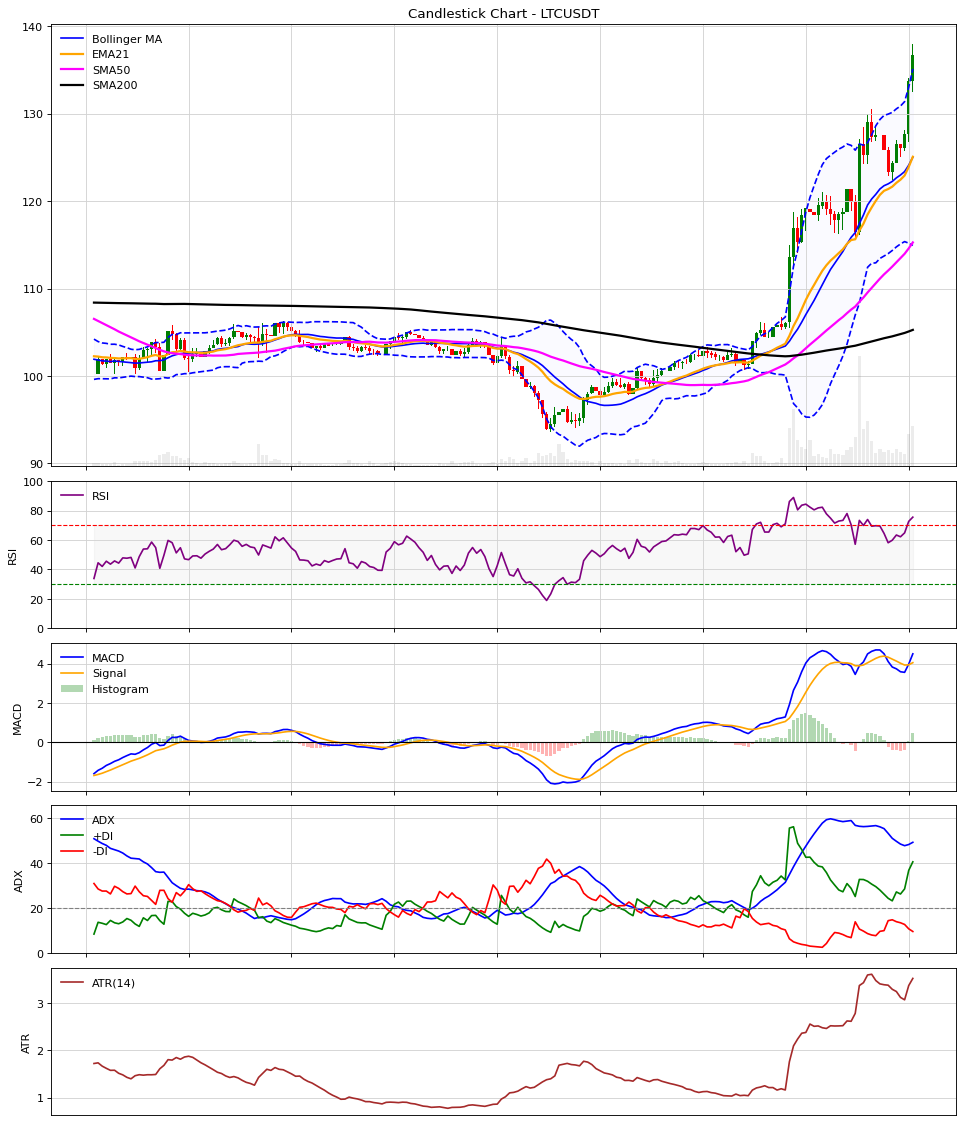 Candlestick Chart - LTCUSDT
140
130
120
110
100
90
Bollinger MA
EMA21
SMA50
SMA200
100
80
60
40
20
0
RSI
RSI
4
2
0
−2
MACD
MACD
Signal
Histogram
60
40
20
0
ADX
ADX
+DI
-DI
3
2
1
ATR
ATR(14)